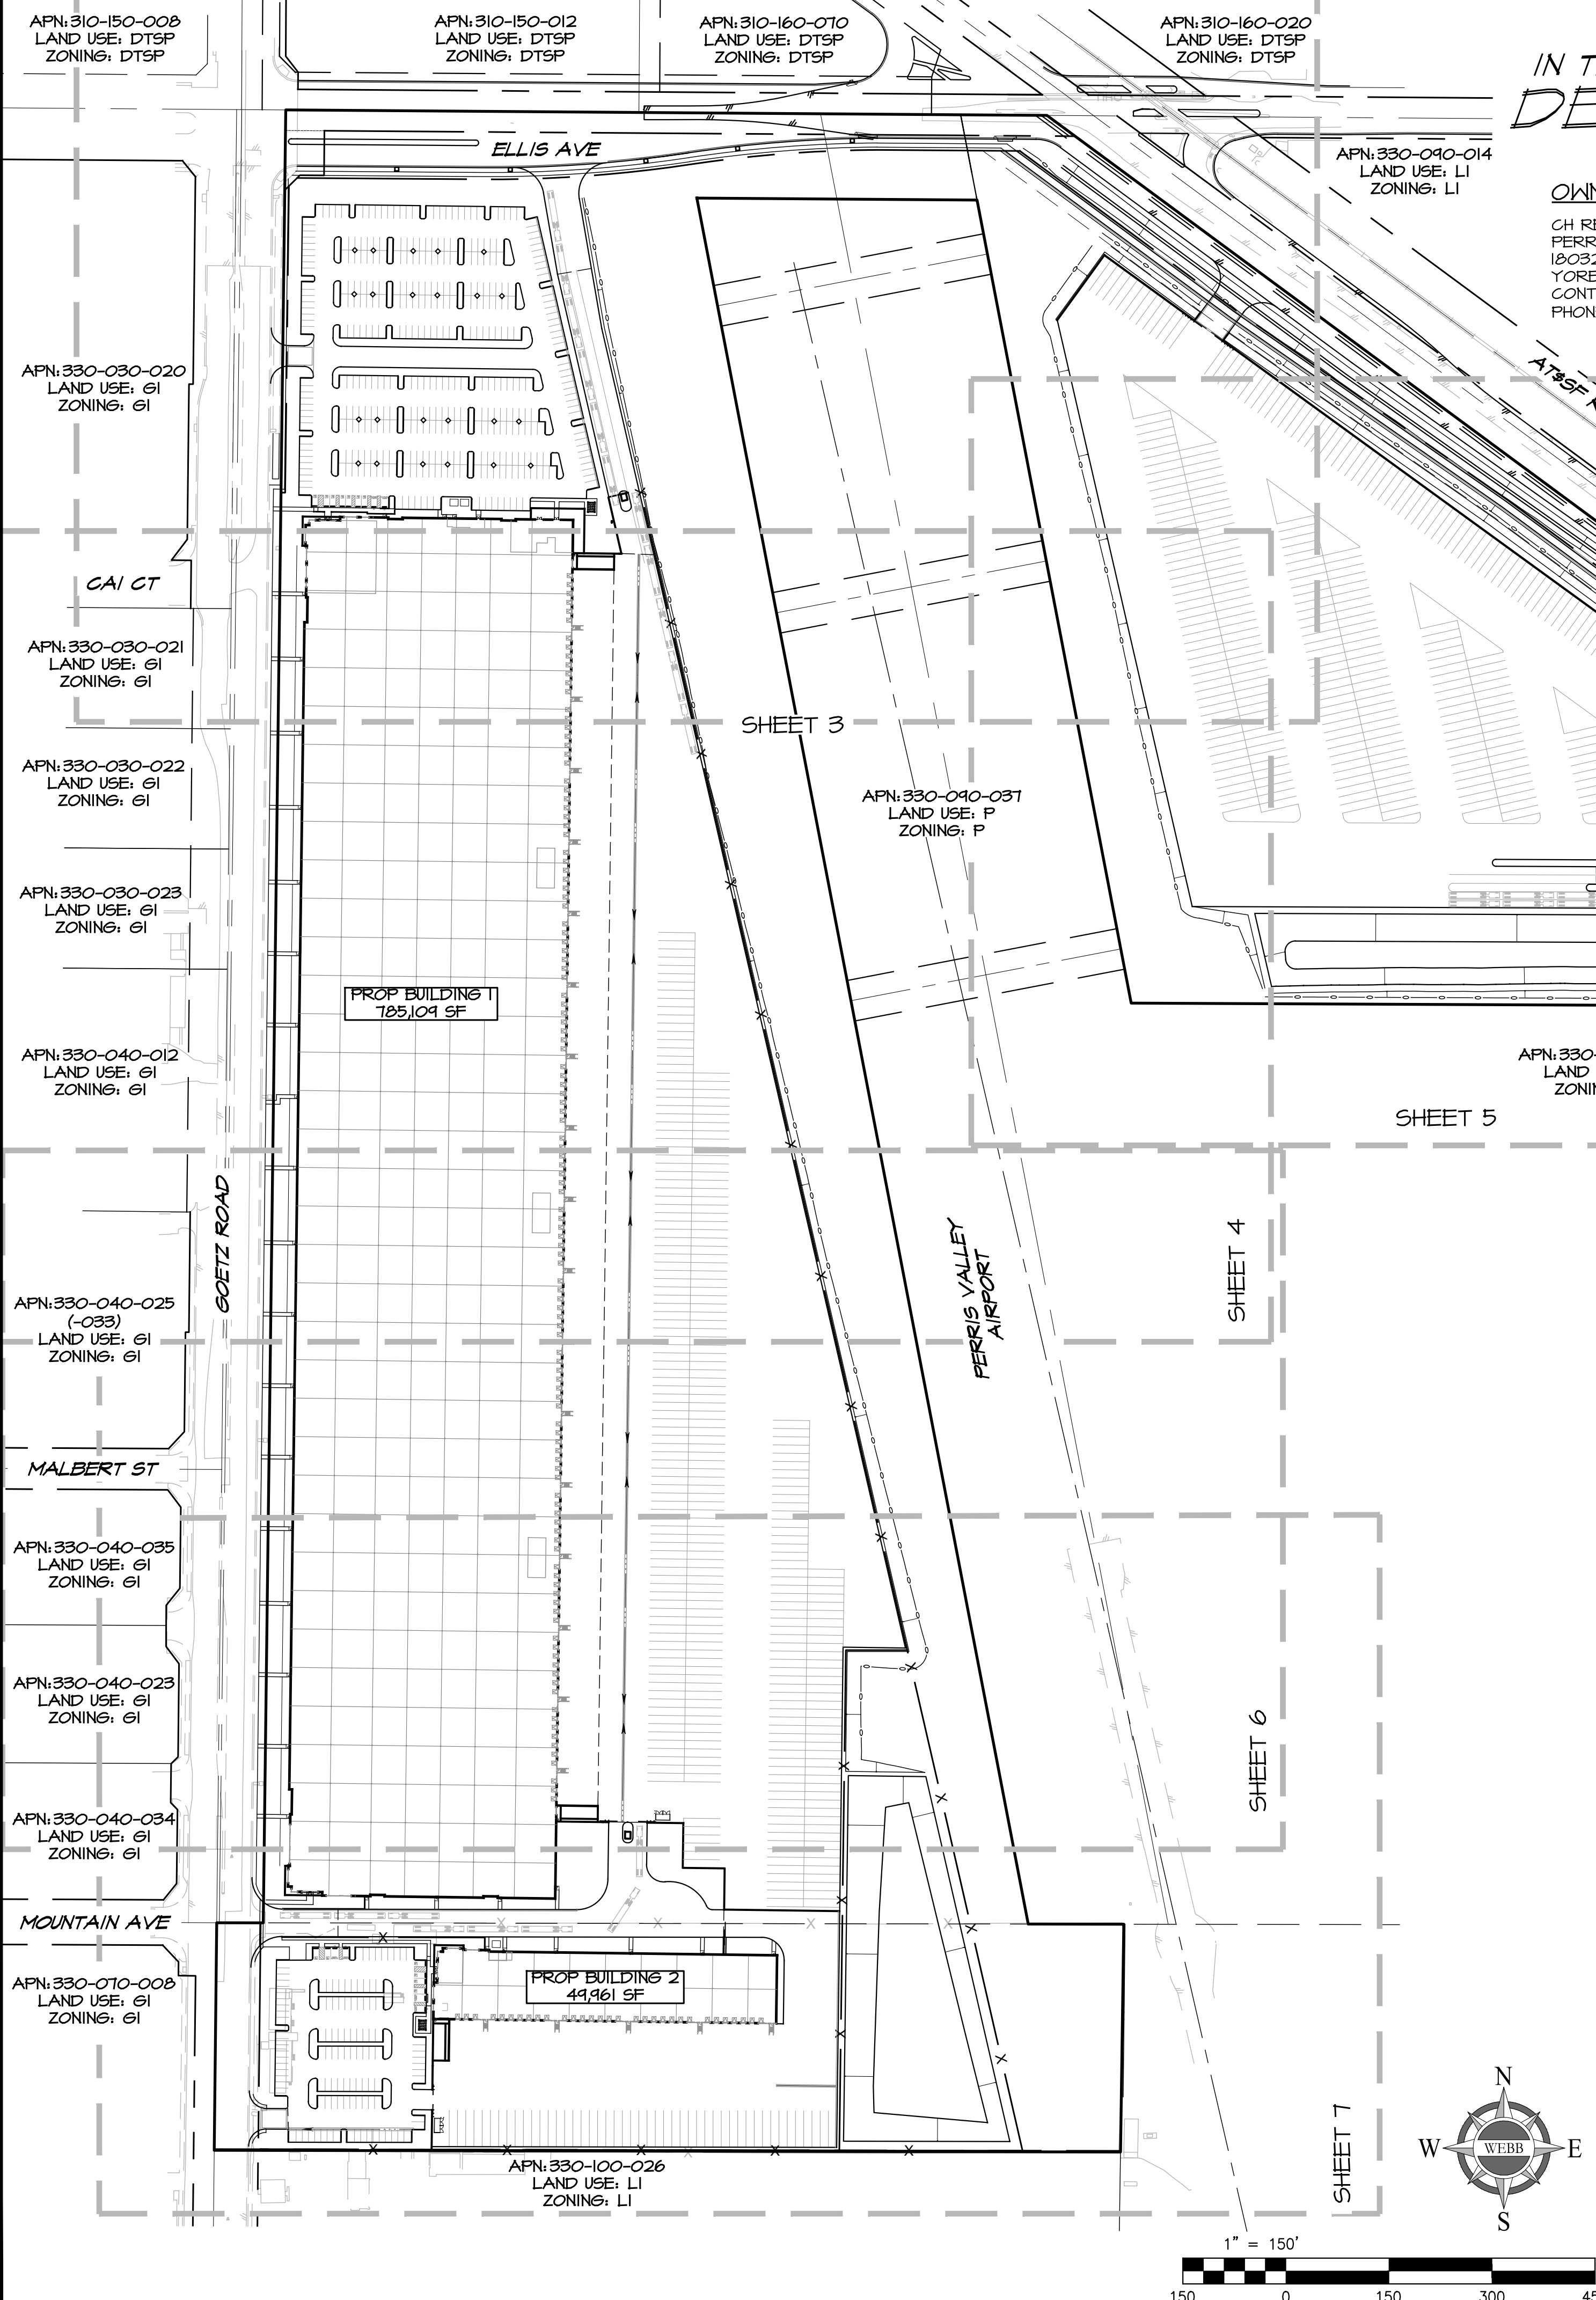 APN:310-150-008
LAND USE: DTSP
ZONING: DTSP
APN:310-150-012
LAND USE: DTSP
ZONING: DTSP
APN:310-160-070
LAND USE: DTSP
ZONING: DTSP
APN:310-160-020
LAND USE: DTSP
ZONING: DTSP
IN T
DE
ELLIS AVE
APN:330-090-014
LAND USE: LI
ZONING: LI
OWN
CH RE
PERR
18032
YORE
CONT
PHON
AT&SF R
APN:330-030-020
LAND USE: GI
ZONING: GI
CAI CT
APN:330-030-021
LAND USE: GI
ZONING: GI
SHEET 3
APN:330-030-022
LAND USE: GI
ZONING: GI
APN:330-090-037
LAND USE: P
ZONING: P
APN:330-030-023
LAND USE: GI
ZONING: GI
PROP BUILDING 1
785,109 SF
APN:330-040-012
LAND USE: GI
ZONING: GI
APN:330-
LAND
ZONI
SHEET 5
GOETZ ROAD
PERRIS VALLEY
AIRPORT
SHEET 4
APN:330-040-025
(-033)
LAND USE: GI
ZONING: GI
MALBERT ST
APN:330-040-035
LAND USE: GI
ZONING: GI
APN:330-040-023
LAND USE: GI
ZONING: GI
SHEET 6
APN:330-040-034
LAND USE: GI
ZONING: GI
MOUNTAIN AVE
APN:330-070-008
LAND USE: GI
ZONING: GI
PROP BUILDING 2
49,961 SF
SHEET 7
N
W
WEBB
E
S
APN:330-100-026
LAND USE: LI
ZONING: LI
1" = 150'
150 0 150 300 45